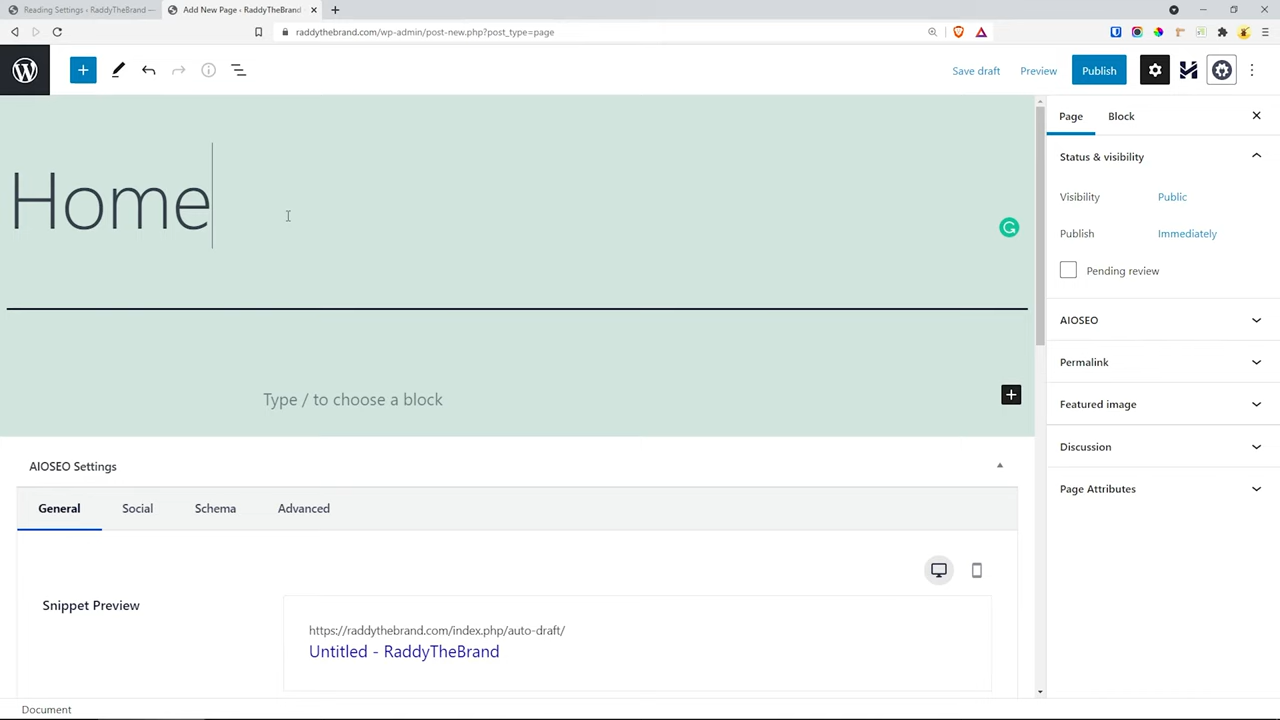 Reading Settings ‹ RaddyTheBrand —
Add New Page ‹ RaddyTheBrand
raddythebrand.com/wp-admin/post-new.php?post_type=page
Save draft
Preview
Publish
Page
Block
Home
Status & visibility
Visibility
Public
Publish
Immediately
Pending review
AIOSEO
Permalink
Type / to choose a block
Featured image
Discussion
AIOSEO Settings
Page Attributes
General
Social
Schema
Advanced
Snippet Preview
https://raddythebrand.com/index.php/auto-draft/
Untitled - RaddyTheBrand
Document